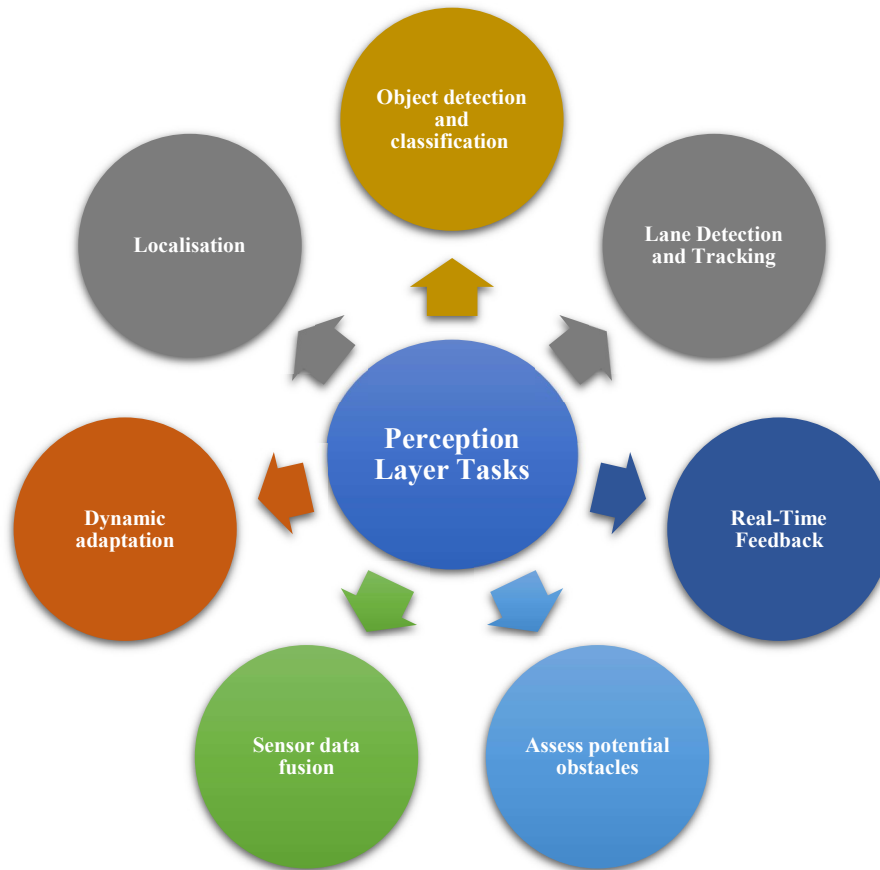 Object detection
and
classification
Lane Detection
and Tracking
Real-Time
Feedback
Assess potential
obstacles
Sensor data
fusion
Dynamic
adaptation
Localisation
Perception
Layer Tasks